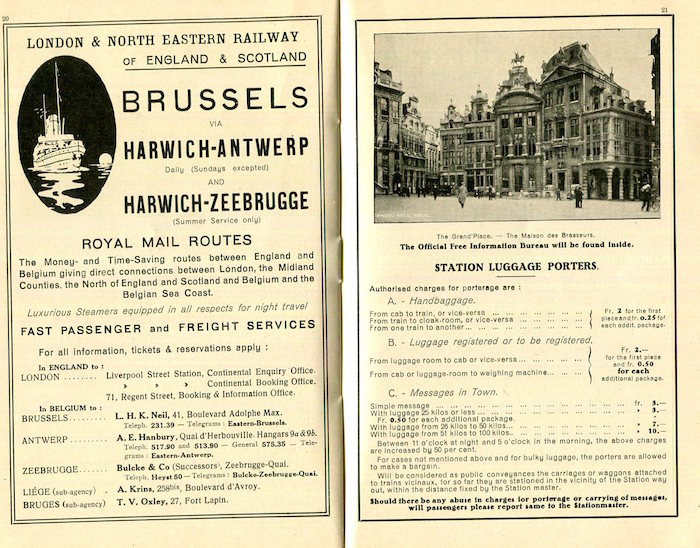 20
LONDON & NORTH EASTERN RAILWAY
OF ENGLAND & SCOTLAND
BRUSSELS
VIA
HARWICH-ANTWERP
Daily (Sundays excepted)
AND
HARWICH-ZEEBRUGGE
(Summer Service only)
ROYAL MAIL ROUTES
The Money- and Time-Saving routes between England and
Belgium giving direct connections between London, the Midland
Counties, the North of England and Scotland and Belgium and the
Belgian Sea Coast.
Luxurious Steamers equipped in all respects for night travel
FAST PASSENGER and FREIGHT SERVICES
For all information, tickets & reservations apply :
In ENGLAND to :
LONDON ....... Liverpool Street Station, Continental Enquiry Office.
» » » Continental Booking Office.
71, Regent Street, Booking & Information Office.
In BELGIUM to :
BRUSSELS ........ L. H. K. Neil, 41, Boulevard Adolphe Max.
Teleph. 231.39 — Telegrams : Eastern-Brussels.
ANTWERP ........ A. E. Hanbury, Quai d'Herbouville. Hangars 9a & 9b.
Teleph. 517.90 and 513.90 — General 575.35 — Tele-
grams : Eastern-Antwerp.
ZEEBRUGGE ...... Bulcke & Co (Successors), Zeebrugge-Quai.
Teleph. Heyst 50 — Telegrams : Bulcke-Zeebrugge-Quai.
LIÉGE (sub-agency) . A. Krins, 258bis, Boulevard d'Avroy.
BRUGES (sub-agency) T. V. Oxley, 27, Fort Lapin.
21
PHOTO NELS, BRUX.
The Grand'Place. — The Maison des Brasseurs.
The Official Free Information Bureau will be found inside.
STATION LUGGAGE PORTERS.
Authorised charges for porterage are :
A. - Handbaggage.
From cab to train, or vice-versa
From train to cloak-room, or vice-versa
From one train to another...
Fr. 2 for the first
piece and fr. 0.25 for
each addit. package.
B. - Luggage registered or to be registered.
From luggage room to cab or vice-versa...
From cab or luggage-room to weighing machine...
Fr. 2.—
for the first piece
and fr. 0.50
for each
additional package.
C. - Messages in Town.
Simple message ... fr. 3.—
With luggage 25 kilos or less ... » 5.—
Fr. 0.50 for each additional package.
With luggage from 26 kilos to 50 kilos... » 7.—
With luggage from 51 kilos to 100 kilos.. » 10.—
Between 11 o'clock at night and 5 o'clock in the morning, the above charges
are increased by 50 per cent.
For cases not mentioned above and for bulky luggage, the porters are allowed
to make a bargain.
Will be considered as public conveyances the carriages or waggons attached
to trains vicinaux, for so far they are stationed in the vicinity of the Station way
out, within the distance fixed by the Station master.
Should there be any abuse in charges for porterage or carrying of messages,
will passengers please report same to the Stationmaster.